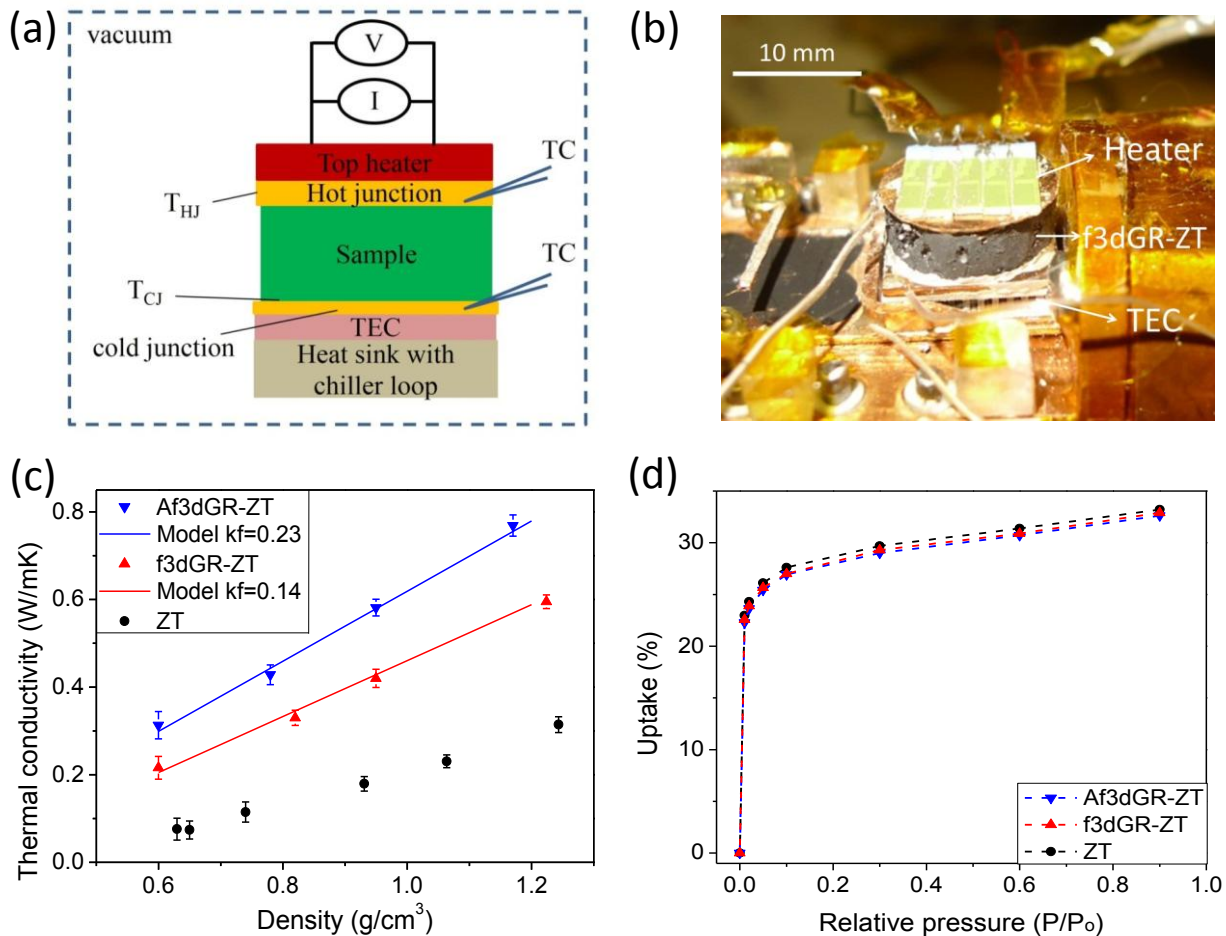 (a)
vacuum
V
I
Top heater
TC
T_HJ
Hot junction
Sample
TC
T_CJ
cold junction
TEC
Heat sink with
chiller loop
(b)
10 mm
Heater
f3dGR-ZT
TEC
(c)
Thermal conductivity (W/mK)
0.8
0.6
0.4
0.2
0.0
Af3dGR-ZT
Model kf=0.23
f3dGR-ZT
Model kf=0.14
ZT
0.6 0.8 1.0 1.2
Density (g/cm³)
(d)
Uptake (%)
30
20
10
0
Af3dGR-ZT
f3dGR-ZT
ZT
0.0 0.2 0.4 0.6 0.8 1.0
Relative pressure (P/Po)